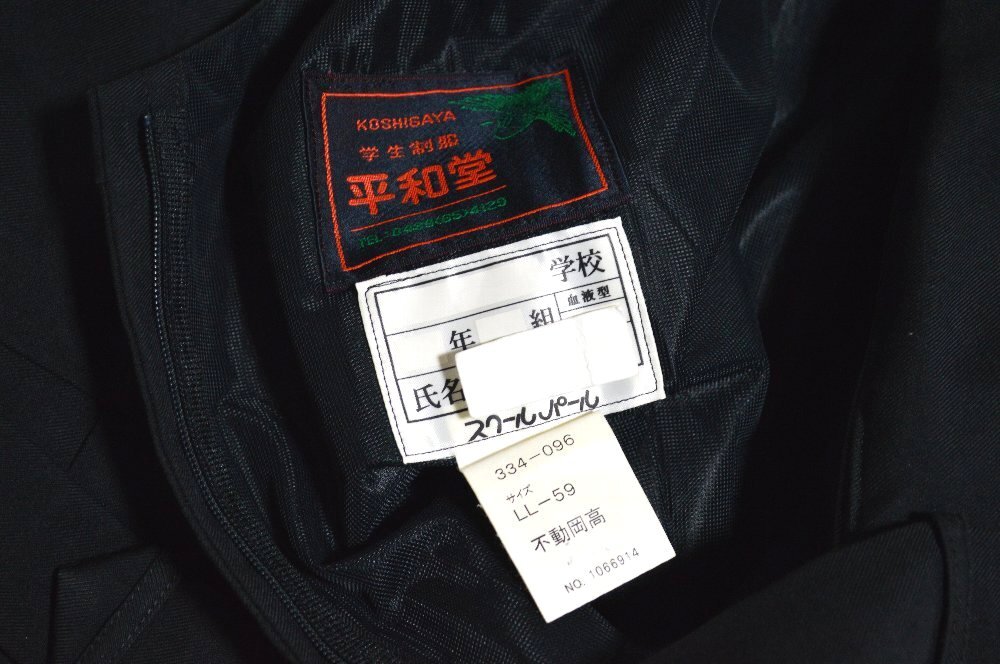 KOSHIGAYA
学生制服
平和堂
学校
血液型
年 組
氏名
スクールパール
334-096
サイズ
LL-59
不動岡高
NO. 1066914